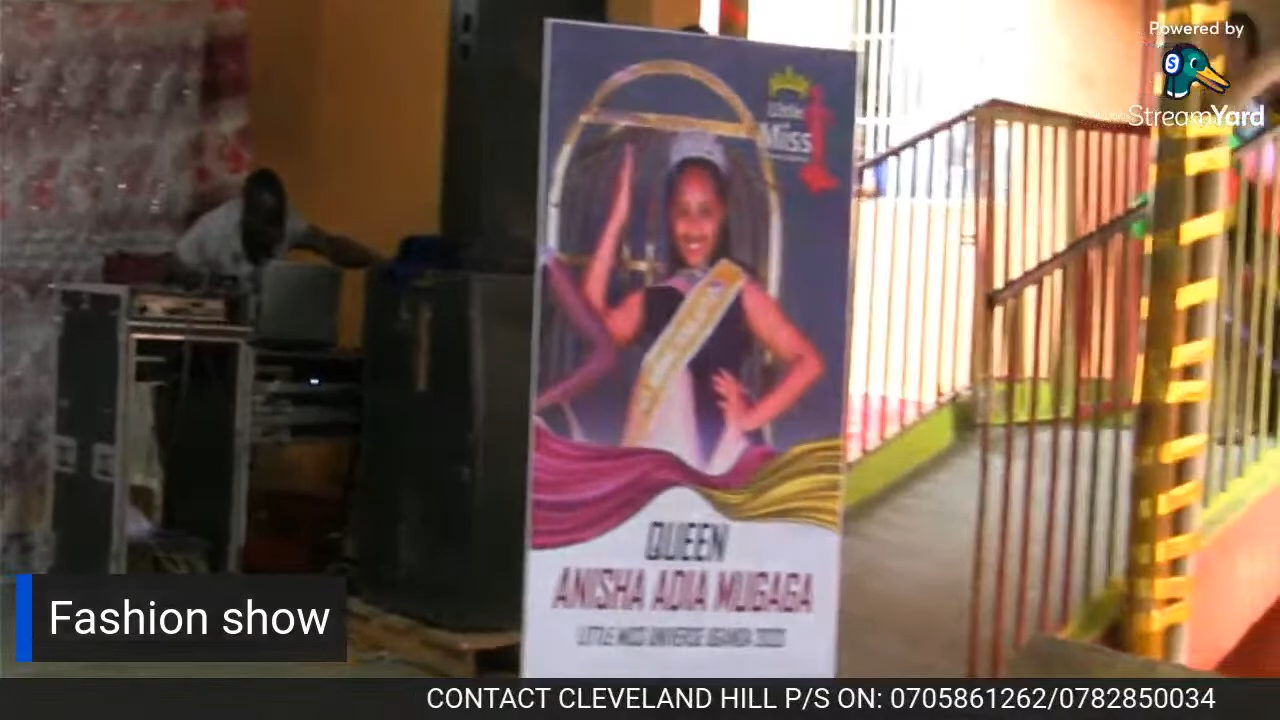 Powered by
StreamYard
Little
Miss
QUEEN
ANISHA ADIA MUGAGA
LITTLE MISS UNIVERSE UGANDA
Fashion show
CONTACT CLEVELAND HILL P/S ON: 0705861262/0782850034